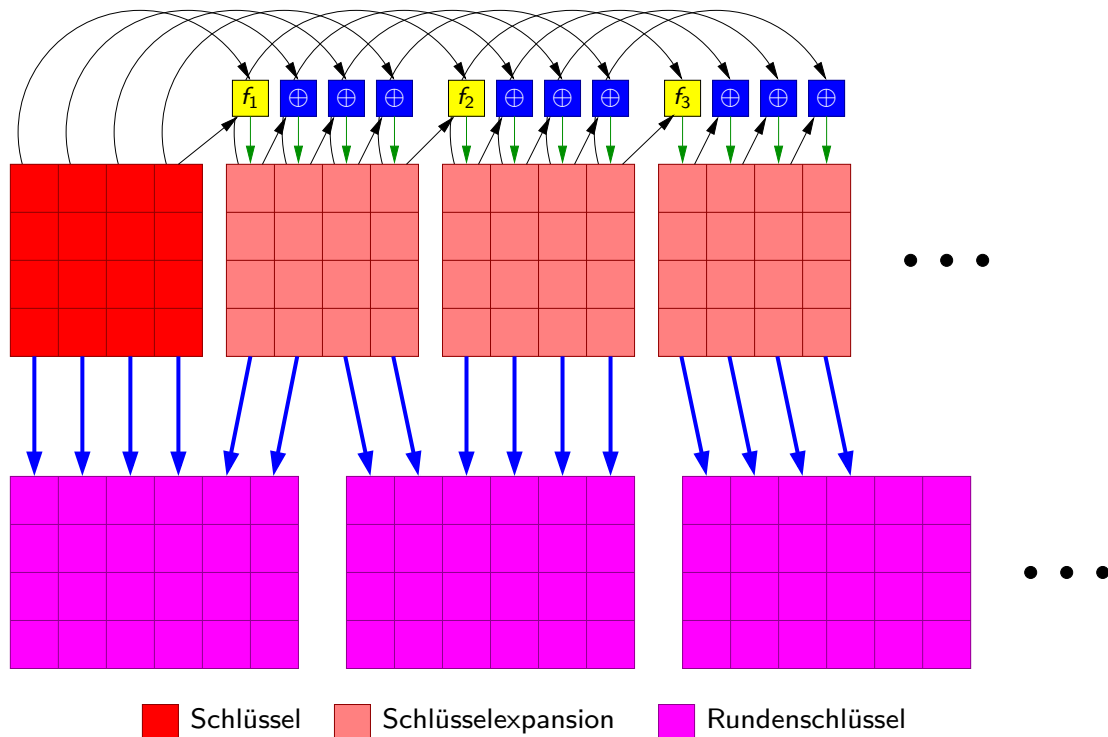 f1 ⊕ ⊕ ⊕ f2 ⊕ ⊕ ⊕ f3 ⊕ ⊕ ⊕
Schlüssel Schlüsselexpansion Rundenschlüssel